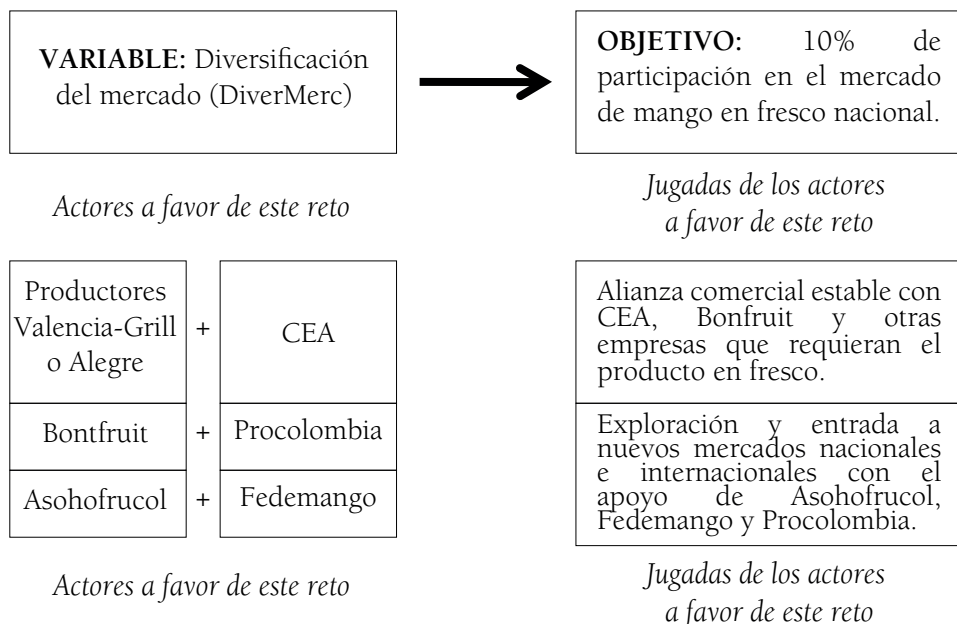 VARIABLE: Diversificación
del mercado (DiverMerc)
OBJETIVO: 10% de
participación en el mercado
de mango en fresco nacional.
Actores a favor de este reto
Jugadas de los actores
a favor de este reto
Productores
Valencia-Grill
o Alegre
+
CEA
Alianza comercial estable con
CEA, Bonfruit y otras
empresas que requieran el
producto en fresco.
Bontfruit
+
Procolombia
Asohofrucol
+
Fedemango
Exploración y entrada a
nuevos mercados nacionales
e internacionales con el
apoyo de Asohofrucol,
Fedemango y Procolombia.
Actores a favor de este reto
Jugadas de los actores
a favor de este reto